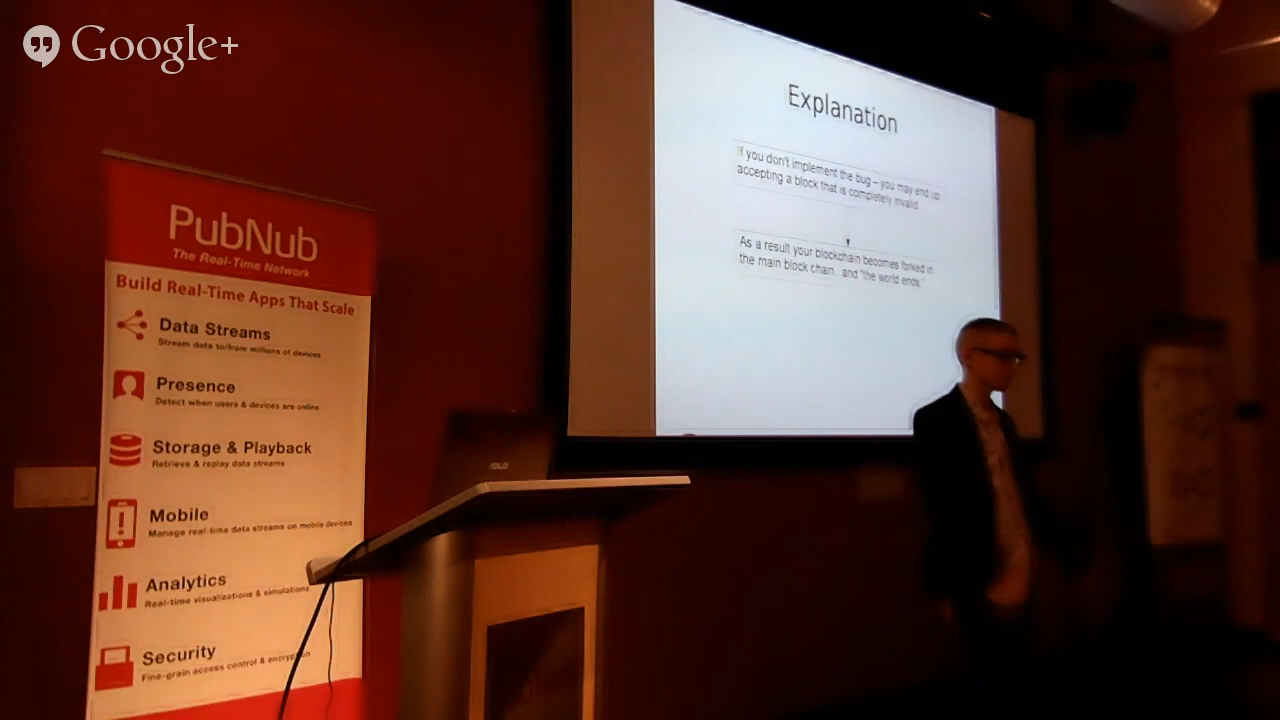 Google+
PubNub
The Real-Time Network
Build Real-Time Apps That Scale
Data Streams
Stream data to/from millions of devices
Presence
Detect when users & devices are online
Storage & Playback
Retrieve & replay data streams
Mobile
Manage real-time data streams on mobile devices
Analytics
Real-time visualizations & simulations
Security
Fine-grain access control & encryption
ASUS
Explanation
If you don't implement the bug – you may end up
accepting a block that is completely invalid.
As a result your blockchain becomes forked in
the main block chain.. and "the world ends."